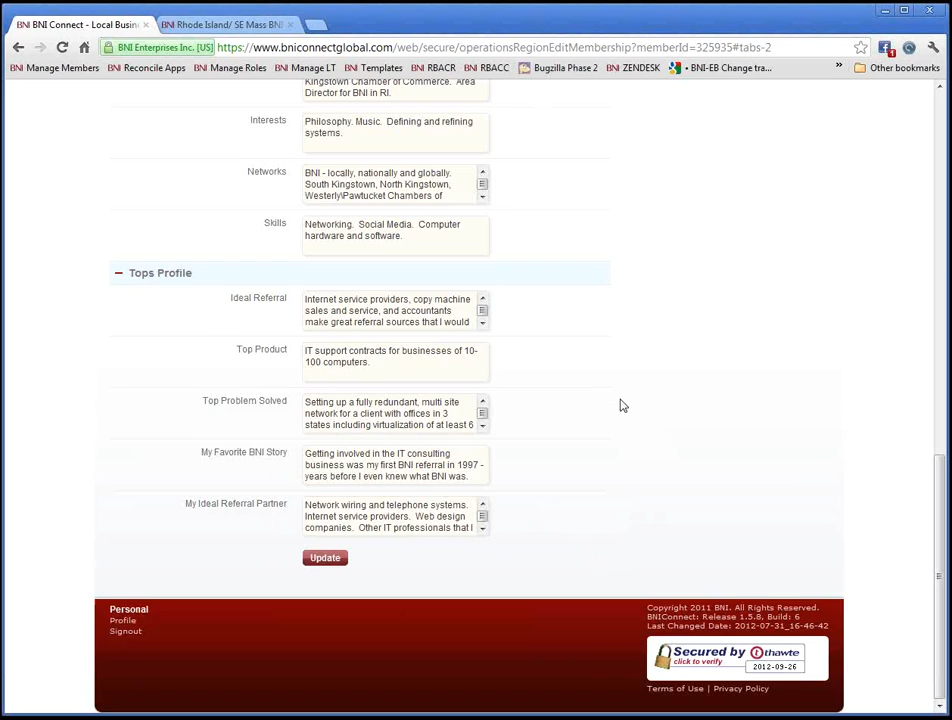 BNI BNI Connect - Local Busin
BNI Rhode Island/ SE Mass BNI
BNI Enterprises Inc. [US] https://www.bniconnectglobal.com/web/secure/operationsRegionEditMembership?memberId=325935#tabs-2
BNI Manage Members BNI Reconcile Apps BNI Manage Roles BNI Manage LT BNI Templates BNI RBACR BNI RBACC Bugzilla Phase 2 BNI ZENDESK • BNI-EB Change tra... » Other bookmarks
Kingstown Chamber of Commerce. Area
Director for BNI in RI.
Interests
Philosophy. Music. Defining and refining
systems.
Networks
BNI - locally, nationally and globally.
South Kingstown, North Kingstown,
Westerly\Pawtucket Chambers of
Skills
Networking. Social Media. Computer
hardware and software.
Tops Profile
Ideal Referral
Internet service providers, copy machine
sales and service, and accountants
make great referral sources that I would
Top Product
IT support contracts for businesses of 10-
100 computers.
Top Problem Solved
Setting up a fully redundant, multi site
network for a client with offices in 3
states including virtualization of at least 6
My Favorite BNI Story
Getting involved in the IT consulting
business was my first BNI referral in 1997 -
years before I even knew what BNI was.
My Ideal Referral Partner
Network wiring and telephone systems.
Internet service providers. Web design
companies. Other IT professionals that I
Update
Personal
Profile
Signout
Copyright 2011 BNI. All Rights Reserved.
BNIConnect: Release 1.5.8, Build: 6
Last Changed Date: 2012-07-31_16-46-42
Secured by thawte
click to verify
2012-09-26
Terms of Use | Privacy Policy